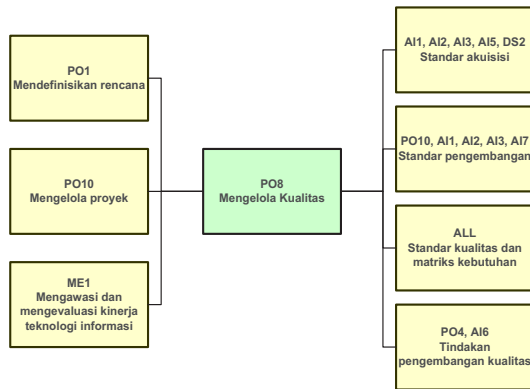 PO1
Mendefinisikan rencana
PO10
Mengelola proyek
ME1
Mengawasi dan
mengevaluasi kinerja
teknologi informasi
PO8
Mengelola Kualitas
AI1, AI2, AI3, AI5, DS2
Standar akuisisi
PO10, AI1, AI2, AI3, AI7
Standar pengembangan
ALL
Standar kualitas dan
matriks kebutuhan
PO4, AI6
Tindakan
pengembangan kualitas